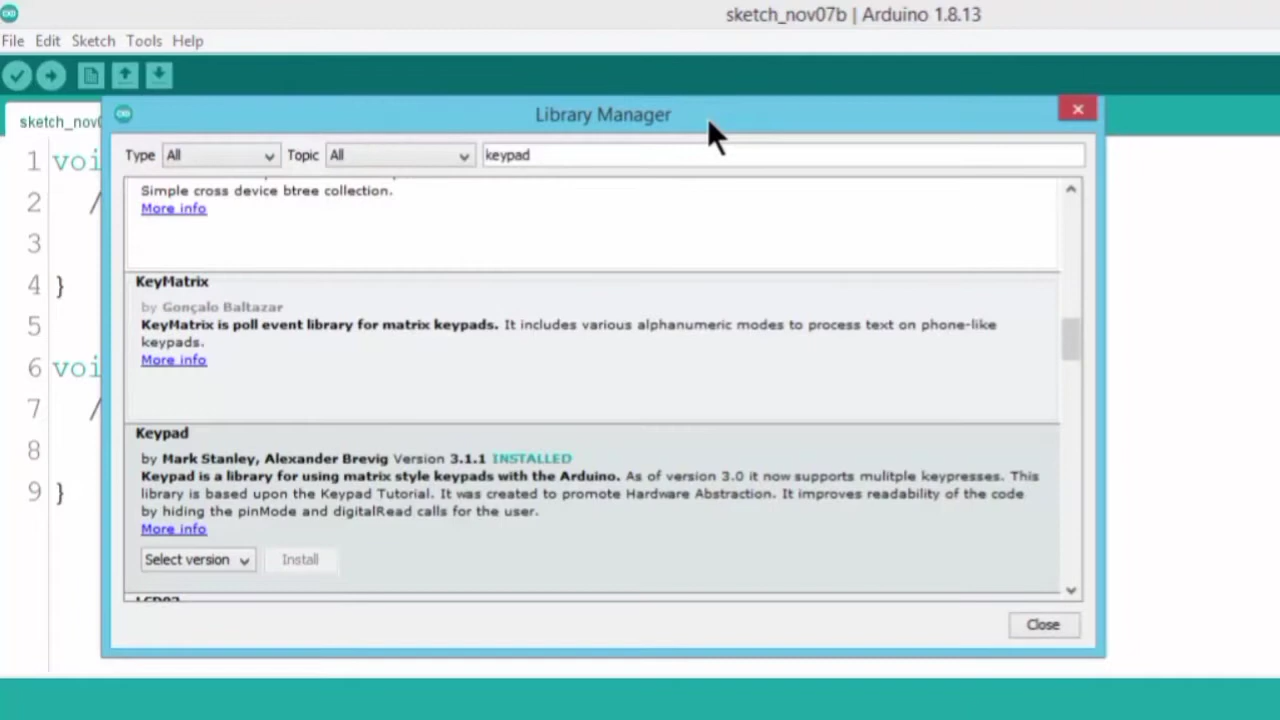 sketch_nov07b | Arduino 1.8.13
File Edit Sketch Tools Help
Library Manager
sketch_nov0
Type All Topic All keypad
Simple cross device btree collection.
More info
KeyMatrix
by Gonçalo Baltazar
KeyMatrix is poll event library for matrix keypads. It includes various alphanumeric modes to process text on phone-like
keypads.
More info
Keypad
by Mark Stanley, Alexander Brevig Version 3.1.1 INSTALLED
Keypad is a library for using matrix style keypads with the Arduino. As of version 3.0 it now supports mulitple keypresses. This
library is based upon the Keypad Tutorial. It was created to promote Hardware Abstraction. It improves readability of the code
by hiding the pinMode and digitalRead calls for the user.
More info
Select version Install
Close
1 voi
2 /
3
4 }
5
6 voi
7 /
8
9 }